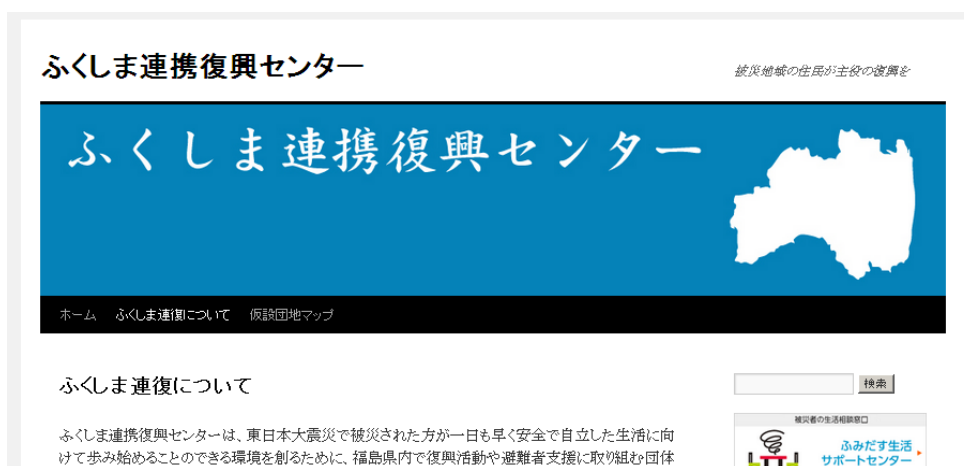 ふくしま連携復興センター
被災地域の住民が主役の復興を
ふくしま連携復興センター
ホーム ふくしま連復について 仮設団地マップ
ふくしま連復について
検索
ふくしま連携復興センターは、東日本大震災で被災された方が一日も早く安全で自立した生活に向
けて歩み始めることのできる環境を創るために、福島県内で復興活動や避難者支援に取り組む団体
被災者の生活相談窓口
ふみだす生活
サポートセンター